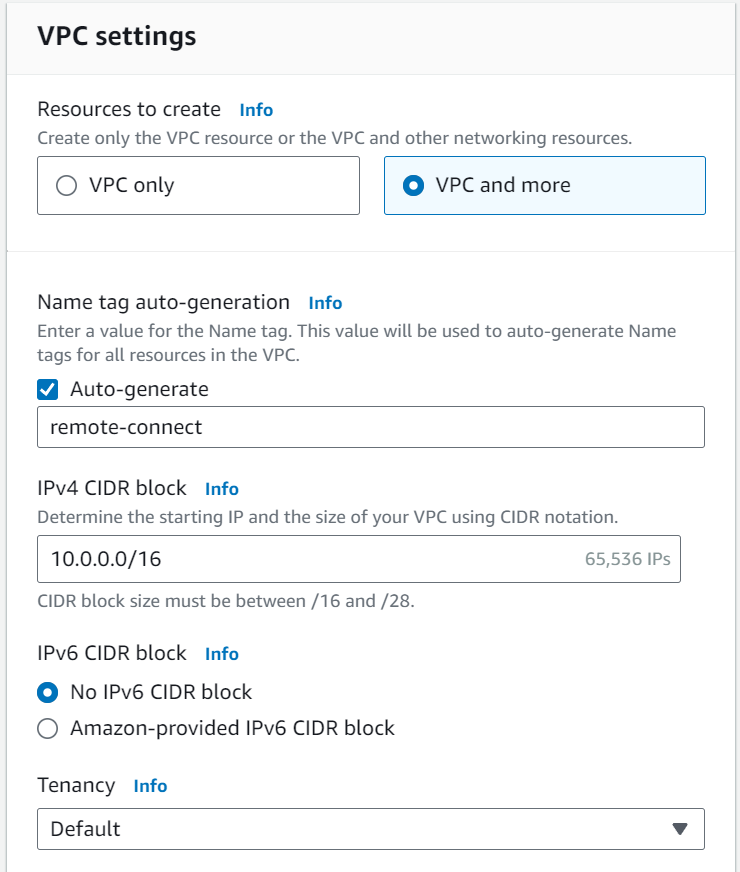 VPC settings
Resources to create Info
Create only the VPC resource or the VPC and other networking resources.
VPC only
VPC and more
Name tag auto-generation Info
Enter a value for the Name tag. This value will be used to auto-generate Name
tags for all resources in the VPC.
Auto-generate
remote-connect
IPv4 CIDR block Info
Determine the starting IP and the size of your VPC using CIDR notation.
10.0.0.0/16 65,536 IPs
CIDR block size must be between /16 and /28.
IPv6 CIDR block Info
No IPv6 CIDR block
Amazon-provided IPv6 CIDR block
Tenancy Info
Default